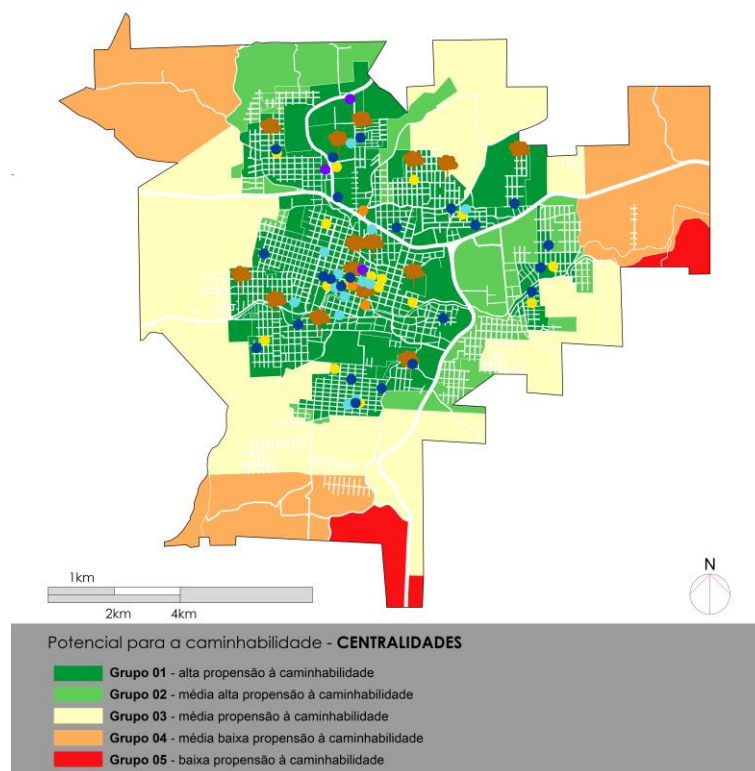 1km
2km
4km
N
Potencial para a caminhabilidade - CENTRALIDADES
Grupo 01 - alta propensão à caminhabilidade
Grupo 02 - média alta propensão à caminhabilidade
Grupo 03 - média propensão à caminhabilidade
Grupo 04 - média baixa propensão à caminhabilidade
Grupo 05 - baixa propensão à caminhabilidade